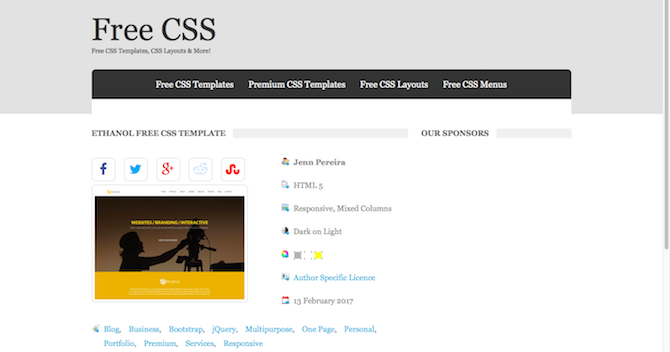 Free CSS
Free CSS Templates, CSS Layouts & More!
Free CSS Templates Premium CSS Templates Free CSS Layouts Free CSS Menus
ETHANOL FREE CSS TEMPLATE
OUR SPONSORS
Jenn Pereira
HTML 5
Responsive, Mixed Columns
WEBSITES / BRANDING / INTERACTIVE
Dark on Light
Author Specific Licence
13 February 2017
Blog, Business, Bootstrap, jQuery, Multipurpose, One Page, Personal,
Portfolio, Premium, Services, Responsive